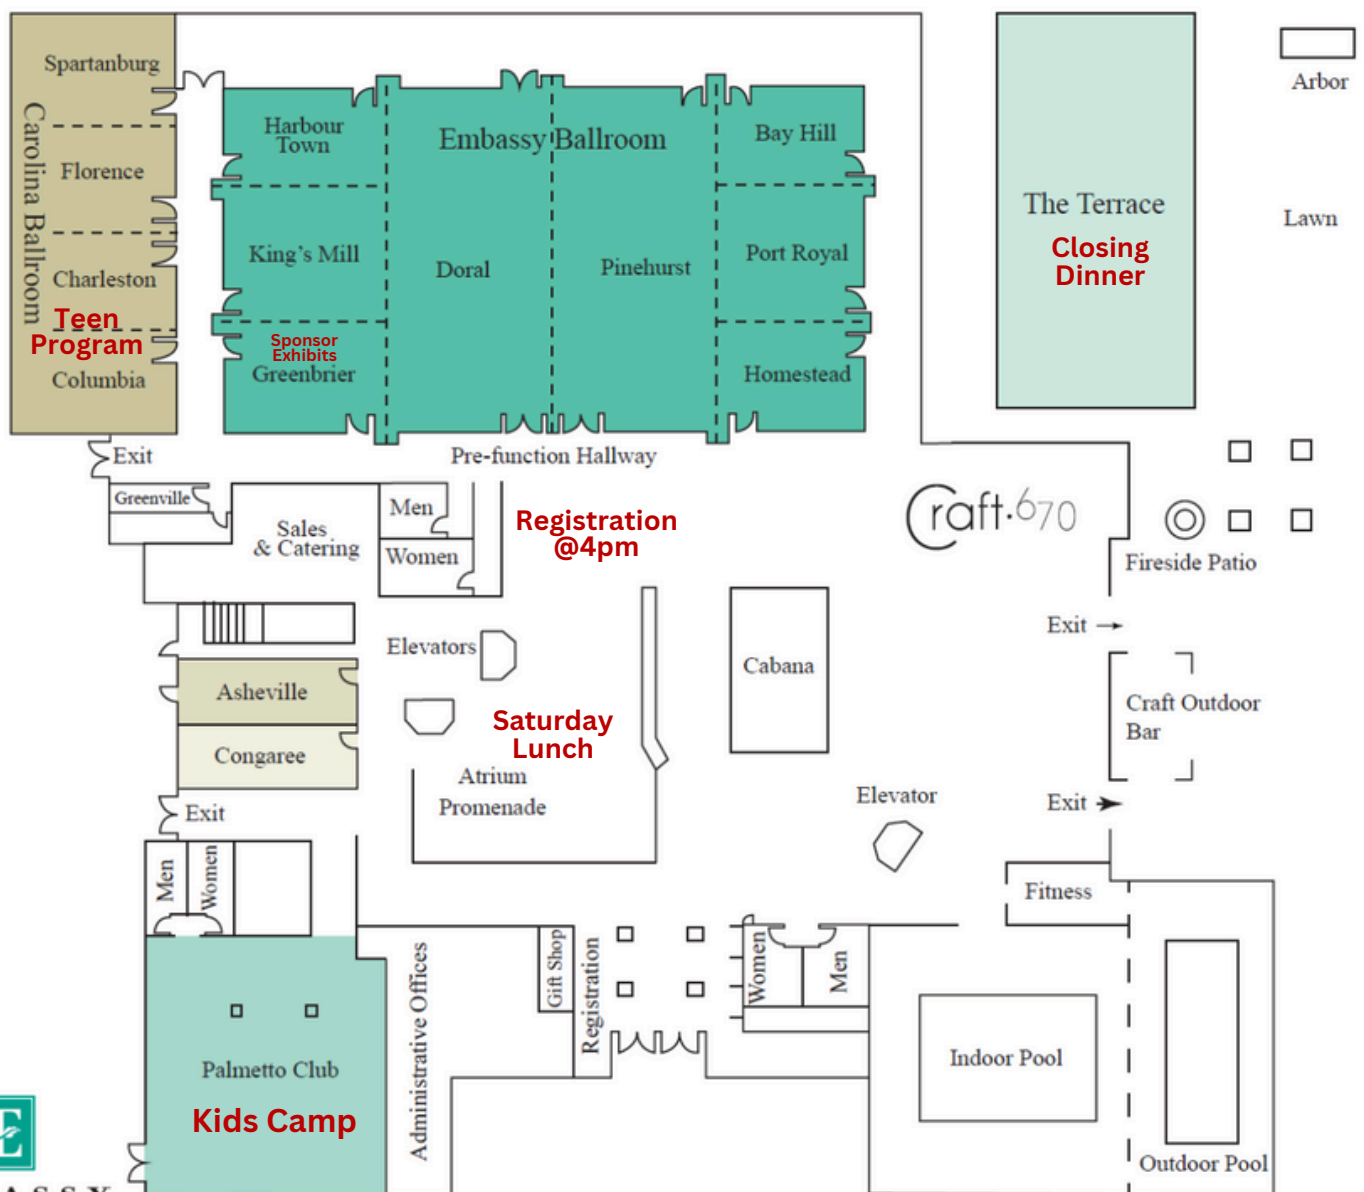 Spartanburg
Carolina Ballroom
Florence
Charleston
Teen
Program
Columbia
Harbour
Town
Embassy Ballroom
Bay Hill
King's Mill
Doral
Pinehurst
Port Royal
Sponsor
Exhibits
Greenbrier
Homestead
The Terrace
Closing
Dinner
Arbor
Lawn
Exit
Pre-function Hallway
Greenville
Sales
& Catering
Men
Women
Registration
@4pm
Craft·670
Fireside Patio
Exit
Elevators
Cabana
Asheville
Congaree
Saturday
Lunch
Atrium
Promenade
Craft Outdoor
Bar
Exit
Elevator
Exit
Men
Women
Fitness
Administrative Offices
Gift Shop
Registration
Women
Men
Palmetto Club
Kids Camp
Indoor Pool
Outdoor Pool
E